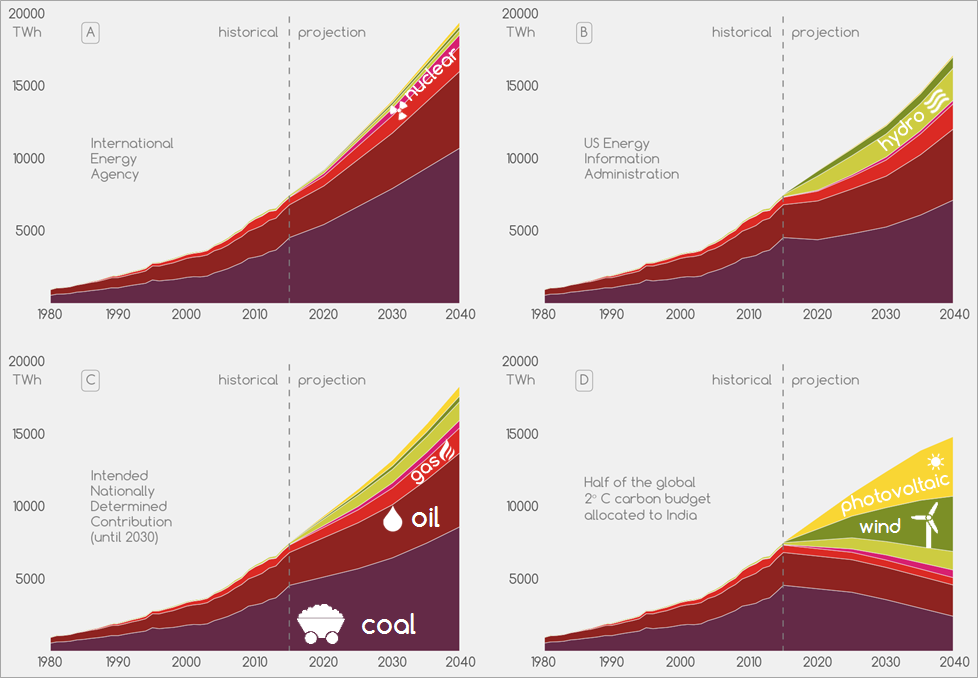 20000
TWh
A
historical
projection
15000
10000
5000
International
Energy
Agency
nuclear
1980
1990
2000
2010
2020
2030
2040
20000
TWh
B
historical
projection
15000
10000
5000
US Energy
Information
Administration
hydro
1980
1990
2000
2010
2020
2030
2040
20000
TWh
C
historical
projection
15000
10000
5000
Intended
Nationally
Determined
Contribution
(until 2030)
gas
oil
coal
1980
1990
2000
2010
2020
2030
2040
20000
TWh
D
historical
projection
15000
10000
5000
Half of the global
2° C carbon budget
allocated to India
photovoltaic
wind
1980
1990
2000
2010
2020
2030
2040